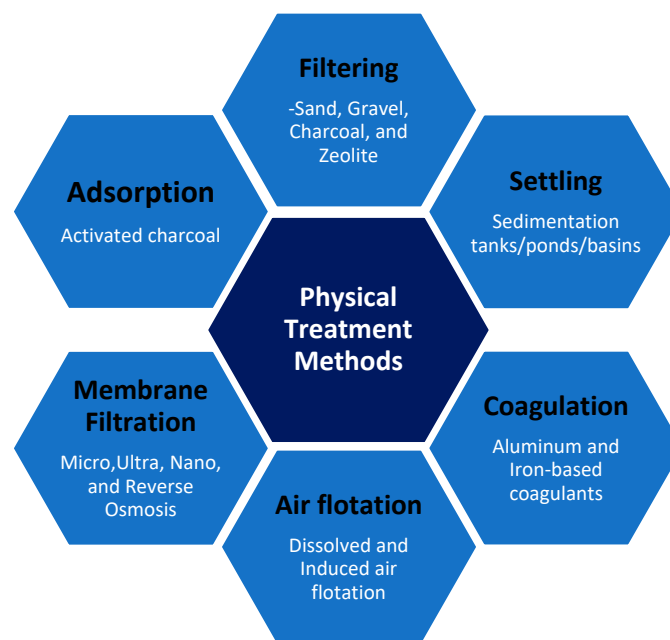 Filtering
-Sand, Gravel,
Charcoal, and
Zeolite
Adsorption
Activated charcoal
Settling
Sedimentation
tanks/ponds/basins
Physical
Treatment
Methods
Membrane
Filtration
Micro,Ultra, Nano,
and Reverse
Osmosis
Coagulation
Aluminum and
Iron-based
coagulants
Air flotation
Dissolved and
Induced air
flotation